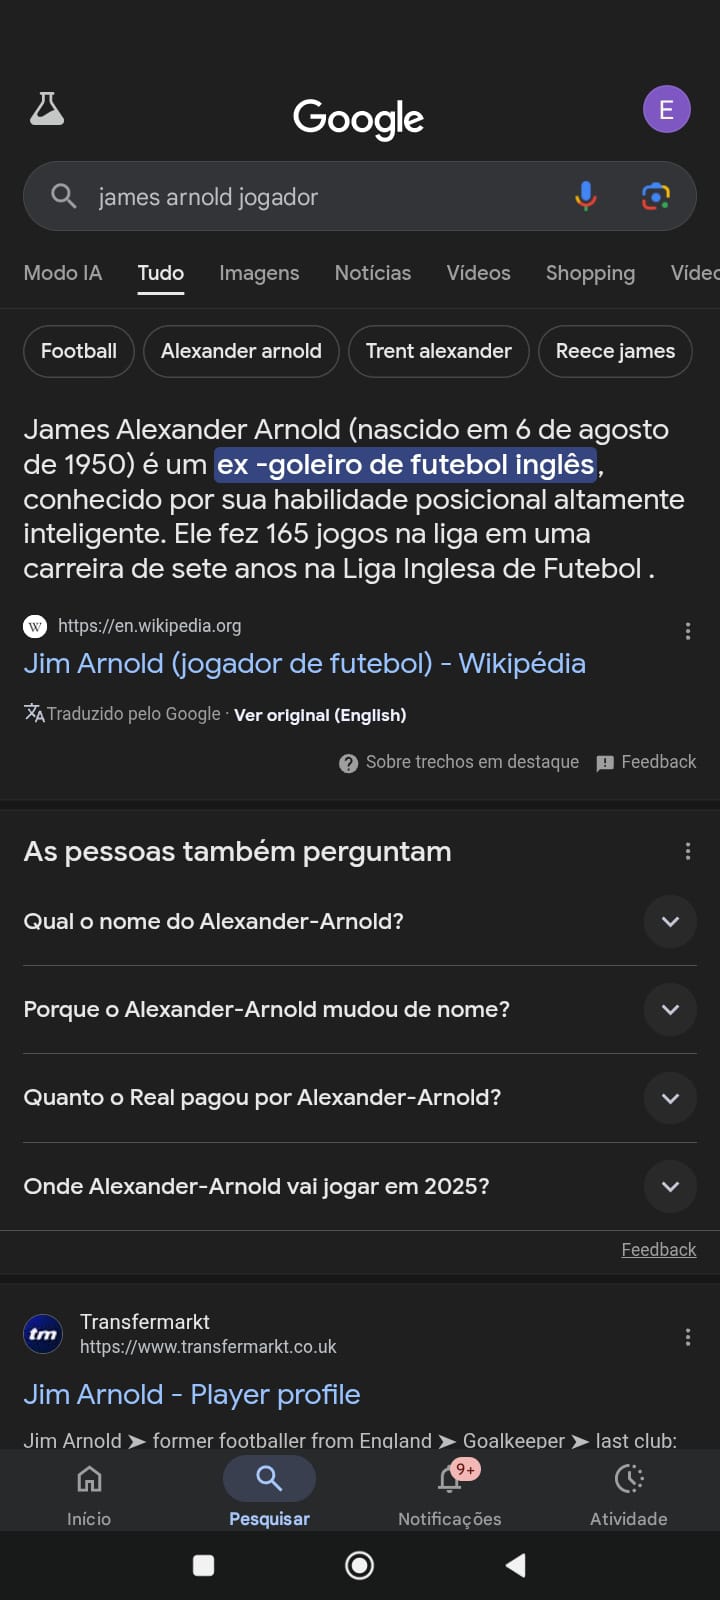 Google
E
james arnold jogador
Modo IA Tudo Imagens Notícias Vídeos Shopping Vídeo
Football Alexander arnold Trent alexander Reece james
James Alexander Arnold (nascido em 6 de agosto
de 1950) é um ex -goleiro de futebol inglês,
conhecido por sua habilidade posicional altamente
inteligente. Ele fez 165 jogos na liga em uma
carreira de sete anos na Liga Inglesa de Futebol .
W https://en.wikipedia.org
Jim Arnold (jogador de futebol) - Wikipédia
Traduzido pelo Google · Ver original (English)
Sobre trechos em destaque Feedback
As pessoas também perguntam
Qual o nome do Alexander-Arnold?
Porque o Alexander-Arnold mudou de nome?
Quanto o Real pagou por Alexander-Arnold?
Onde Alexander-Arnold vai jogar em 2025?
Feedback
tm Transfermarkt
https://www.transfermarkt.co.uk
Jim Arnold - Player profile
Jim Arnold ➤ former footballer from England ➤ Goalkeeper ➤ last club:
9+
Início Pesquisar Notificações Atividade